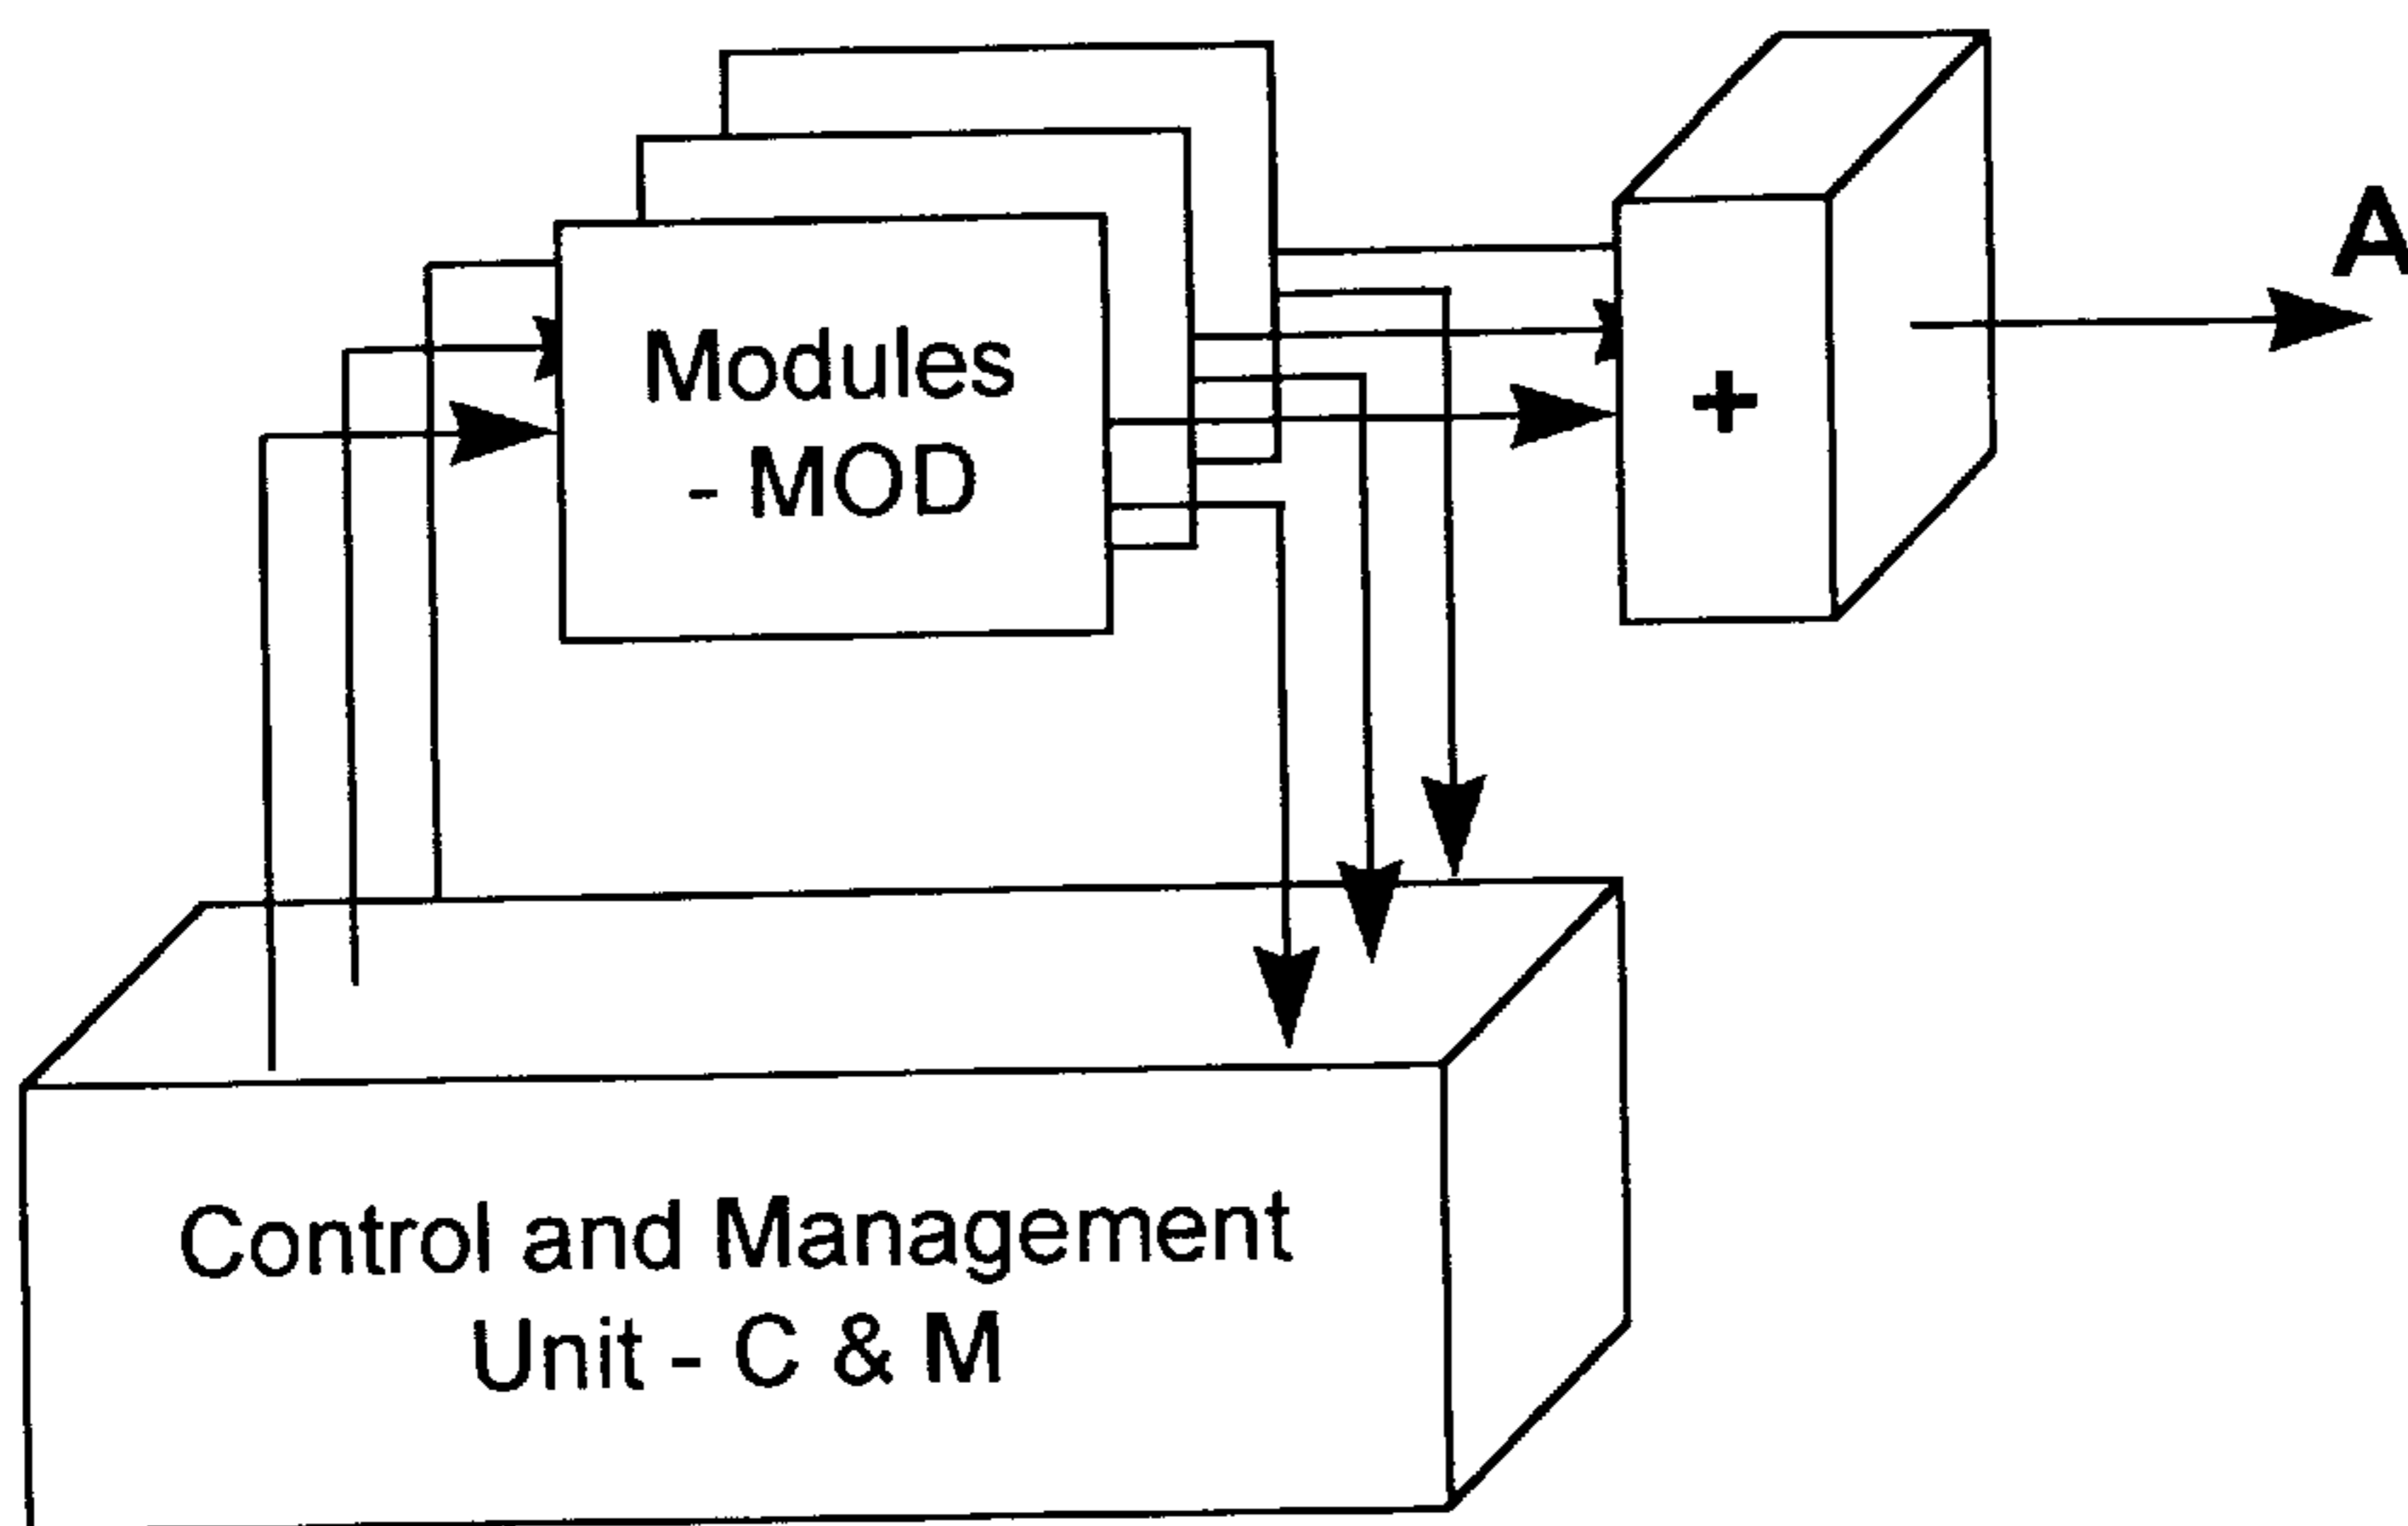 Modules
- MOD
+
A
Control and Management
Unit - C & M